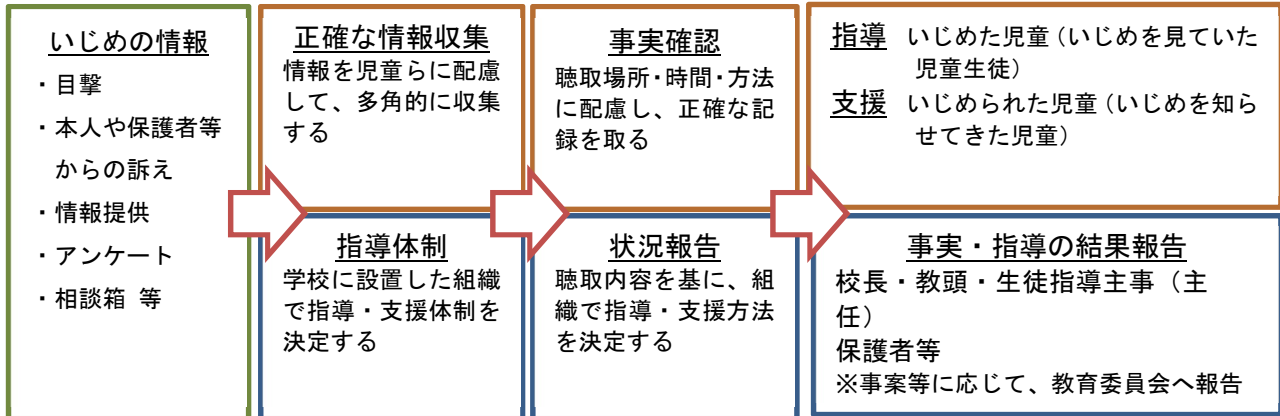 いじめの情報
・目撃
・本人や保護者等
からの訴え
・情報提供
・アンケート
・相談箱 等
正確な情報収集
情報を児童らに配慮
して、多角的に収集
する
指導体制
学校に設置した組織
で指導・支援体制を
決定する
事実確認
聴取場所・時間・方法
に配慮し、正確な記
録を取る
状況報告
聴取内容を基に、組
織で指導・支援方法
を決定する
指導 いじめた児童（いじめを見ていた
児童生徒）
支援 いじめられた児童（いじめを知ら
せてきた児童）
事実・指導の結果報告
校長・教頭・生徒指導主事（主
任）
保護者等
※事案等に応じて、教育委員会へ報告